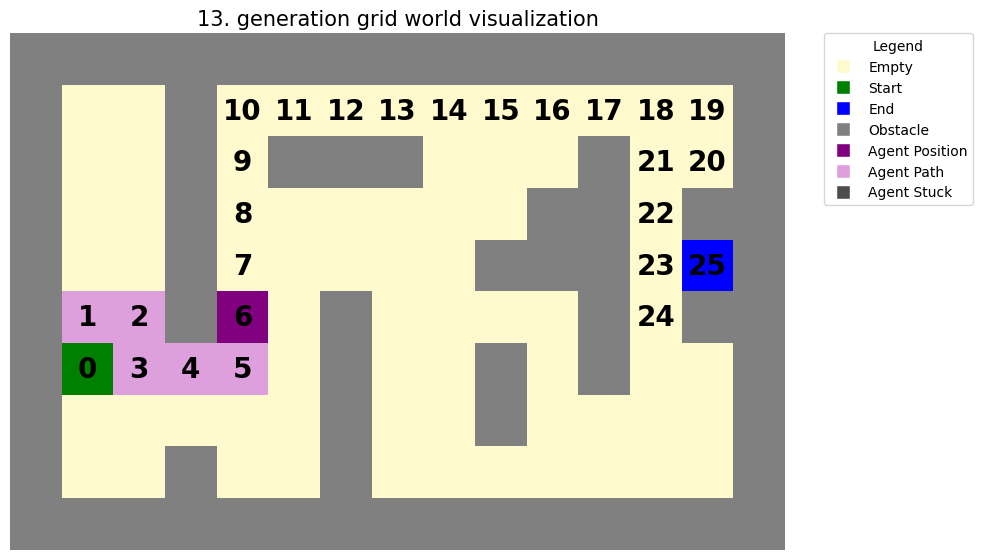 13. generation grid world visualization
10 11 12 13 14 15 16 17 18 19
9 21 20
8 22
7 23 25
1 2 6 24
0 3 4 5
Legend
Empty
Start
End
Obstacle
Agent Position
Agent Path
Agent Stuck